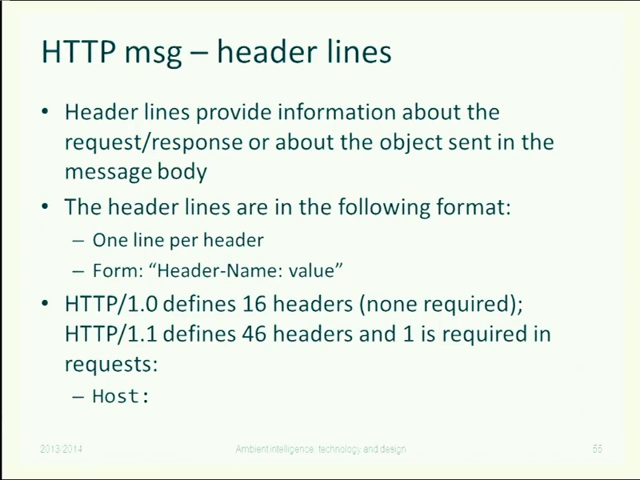 HTTP msg – header lines
• Header lines provide information about the
request/response or about the object sent in the
message body
• The header lines are in the following format:
– One line per header
– Form: “Header-Name: value”
• HTTP/1.0 defines 16 headers (none required);
HTTP/1.1 defines 46 headers and 1 is required in
requests:
– Host:
2013/2014 Ambient intelligence: technology and design 55